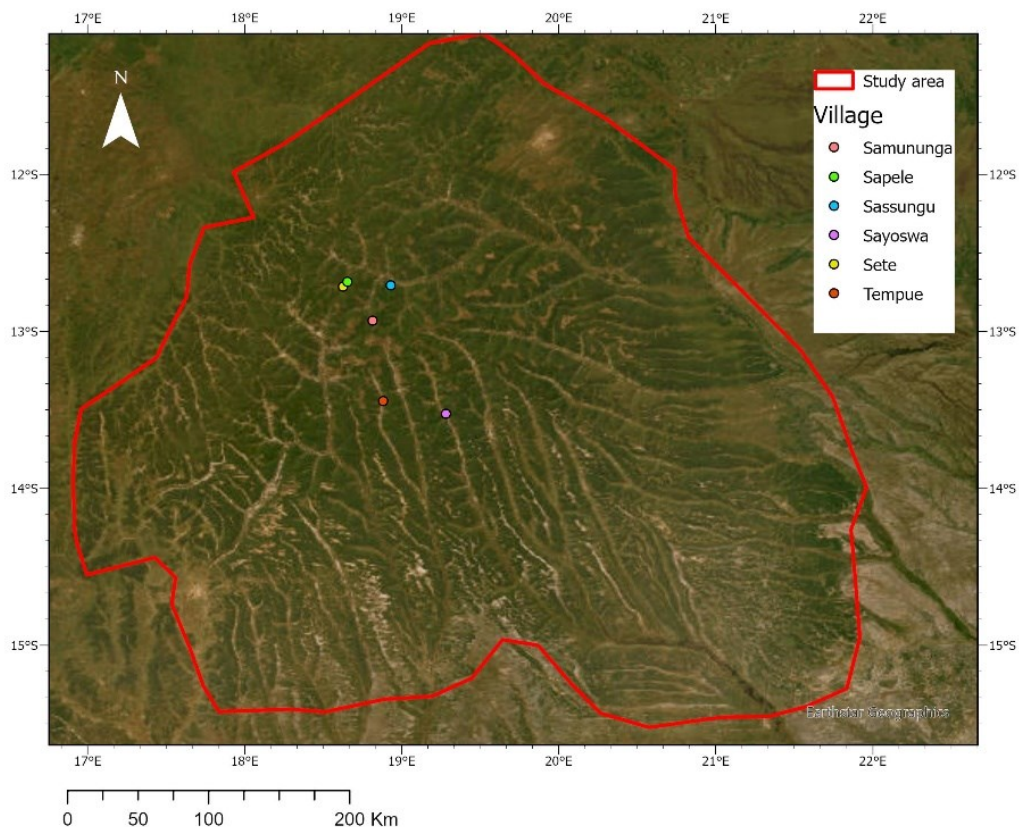 17°E 18°E 19°E 20°E 21°E 22°E
N
Study area
Village
Samununga
Sapele
Sassungu
Sayoswa
Sete
Tempue
12°S 12°S
13°S 13°S
14°S 14°S
15°S 15°S
Earthstar Geographics
17°E 18°E 19°E 20°E 21°E 22°E
0 50 100 200 Km